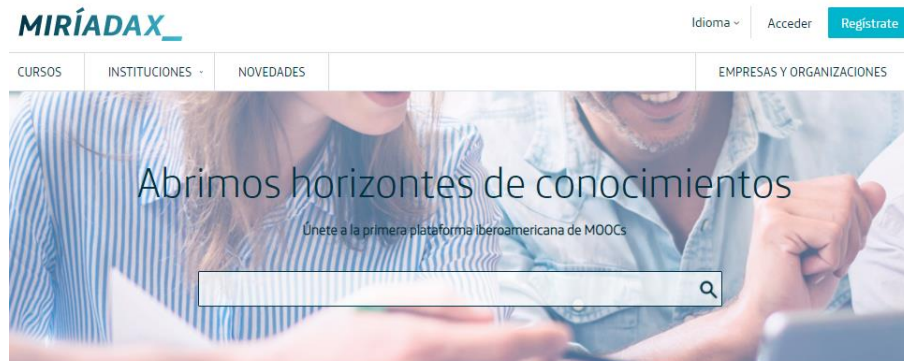 MIRÍADAX_
Idioma
Acceder
Regístrate
CURSOS
INSTITUCIONES
NOVEDADES
EMPRESAS Y ORGANIZACIONES
Abrimos horizontes de conocimientos
Únete a la primera plataforma iberoamericana de MOOCs